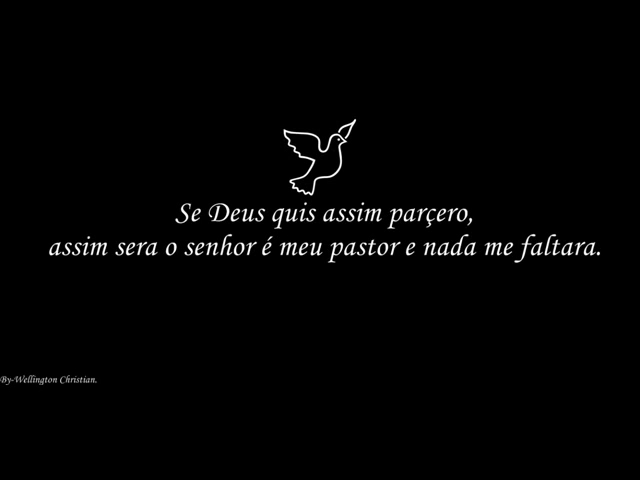 Se Deus quis assim parçero,
assim sera o senhor é meu pastor e nada me faltara.
By-Wellington Christian.